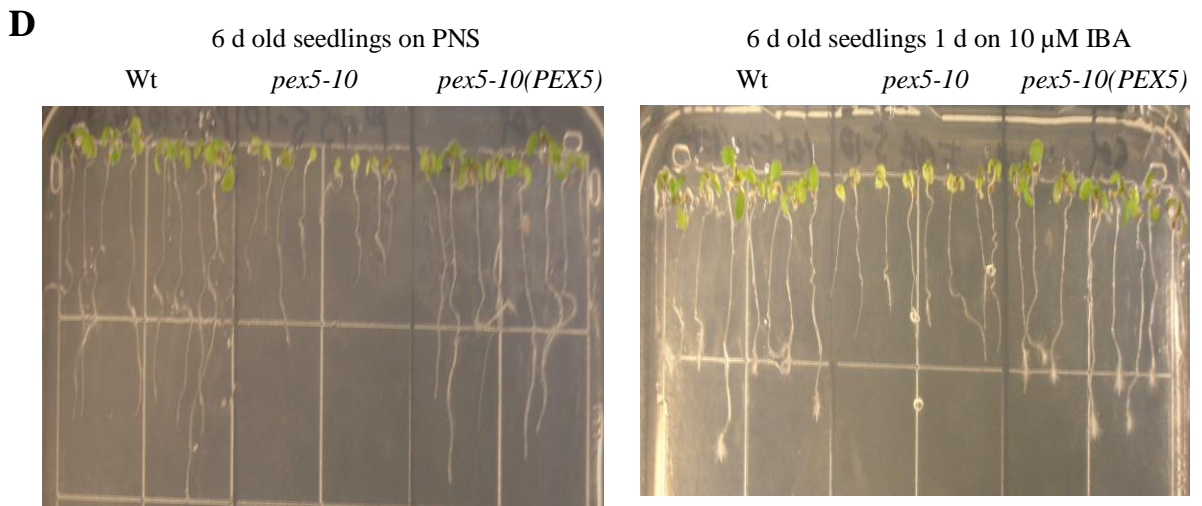 D
6 d old seedlings on PNS
6 d old seedlings 1 d on 10 µM IBA
Wt pex5-10 pex5-10(PEX5)
Wt pex5-10 pex5-10(PEX5)